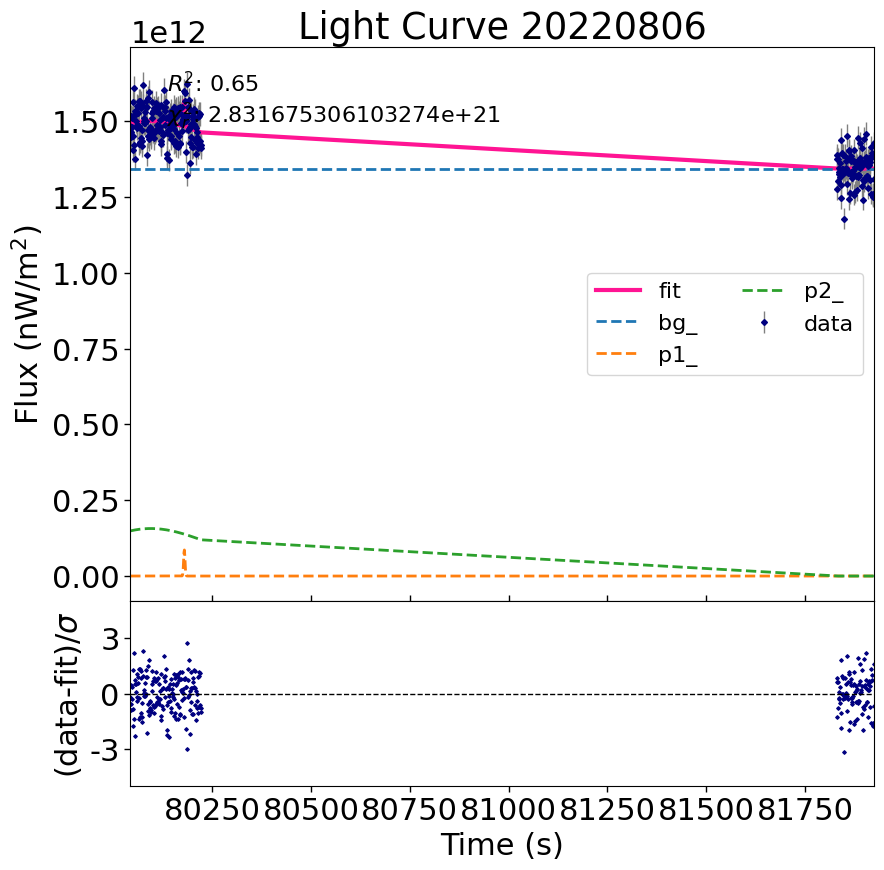 Light Curve 20220806
1e12
R²: 0.65
2.831675306103274e+21
1.50
1.25
1.00
0.75
0.50
0.25
0.00
Flux (nW/m²)
fit
bg_
p1_
p2_
data
3
0
-3
(data-fit)/σ
80250 80500 80750 81000 81250 81500 81750
Time (s)